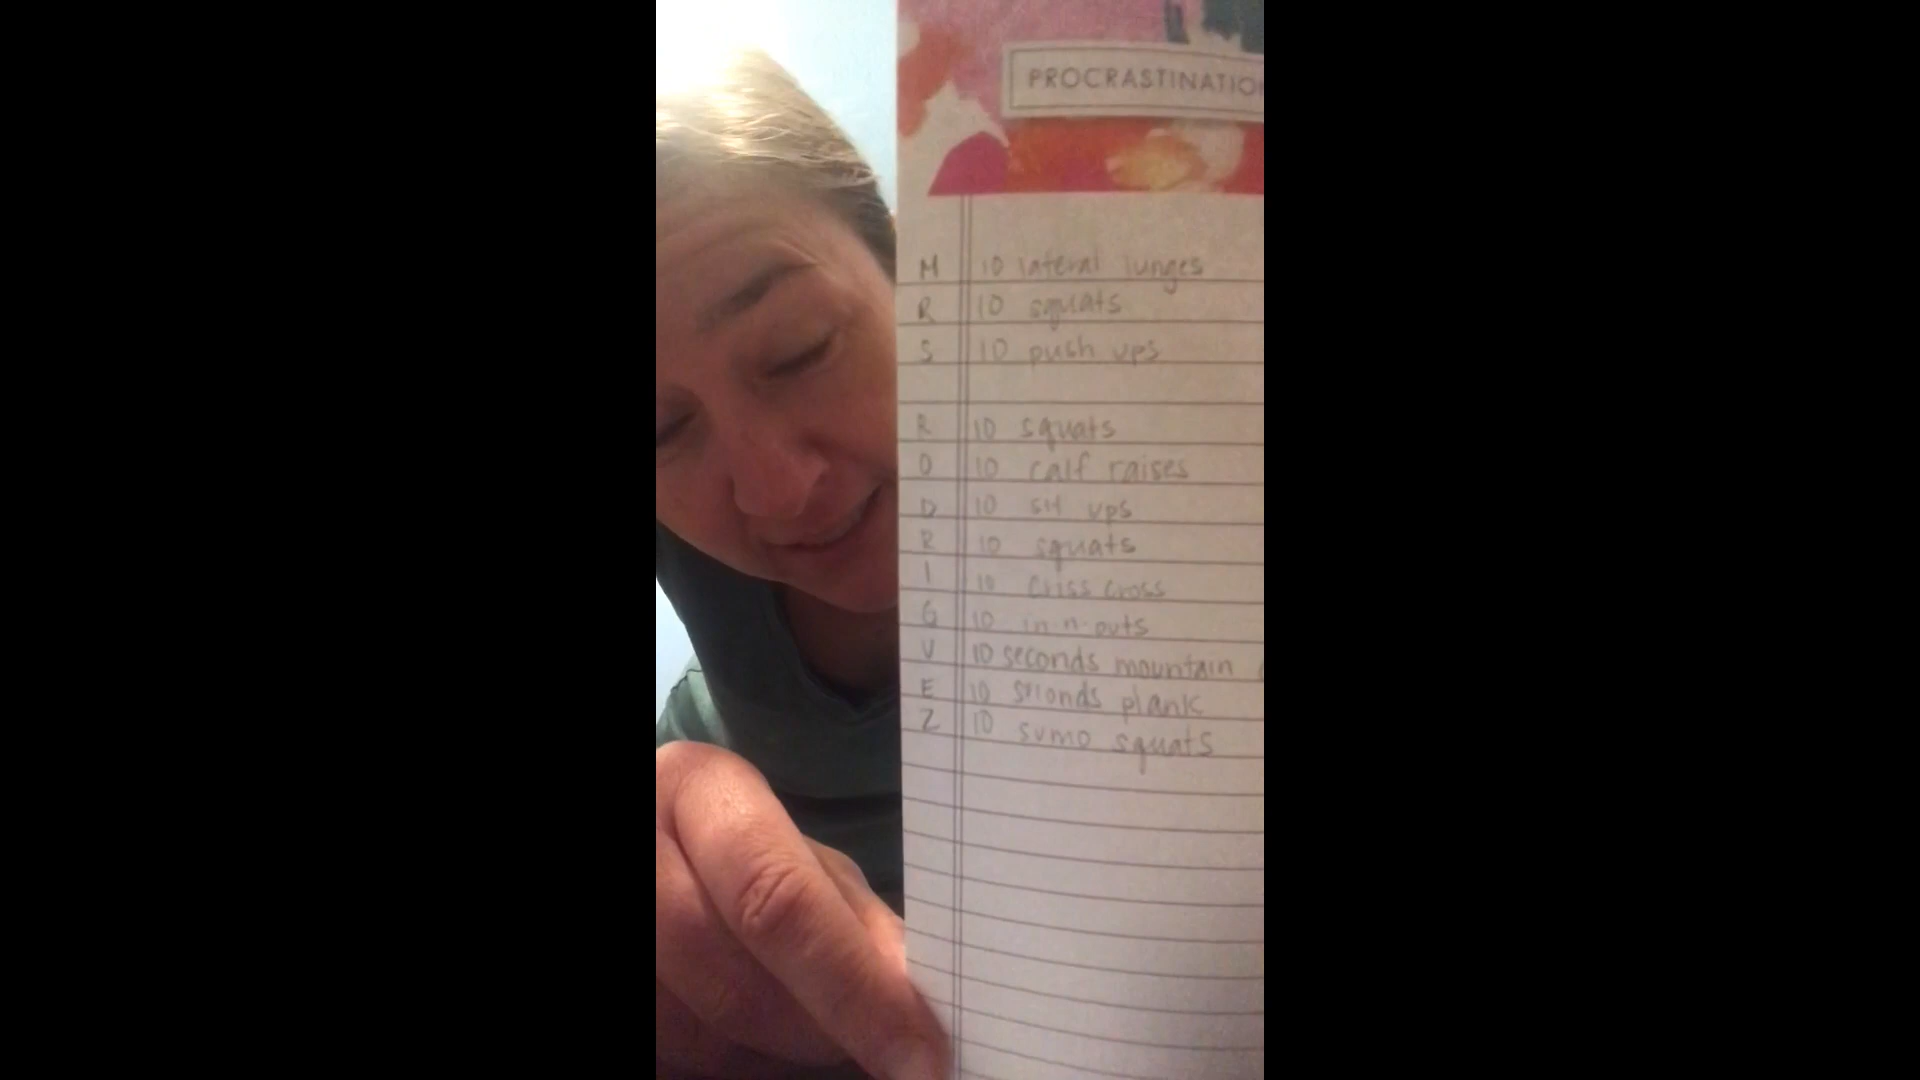 PROCRASTINATIO
M 10 lateral lunges
R 10 squats
S 10 push ups
R 10 squats
O 10 calf raises
D 10 sit ups
R 10 squats
I 10 criss cross
G 10 in-n-outs
U 10 seconds mountain
E 10 seconds plank
Z 10 sumo squats